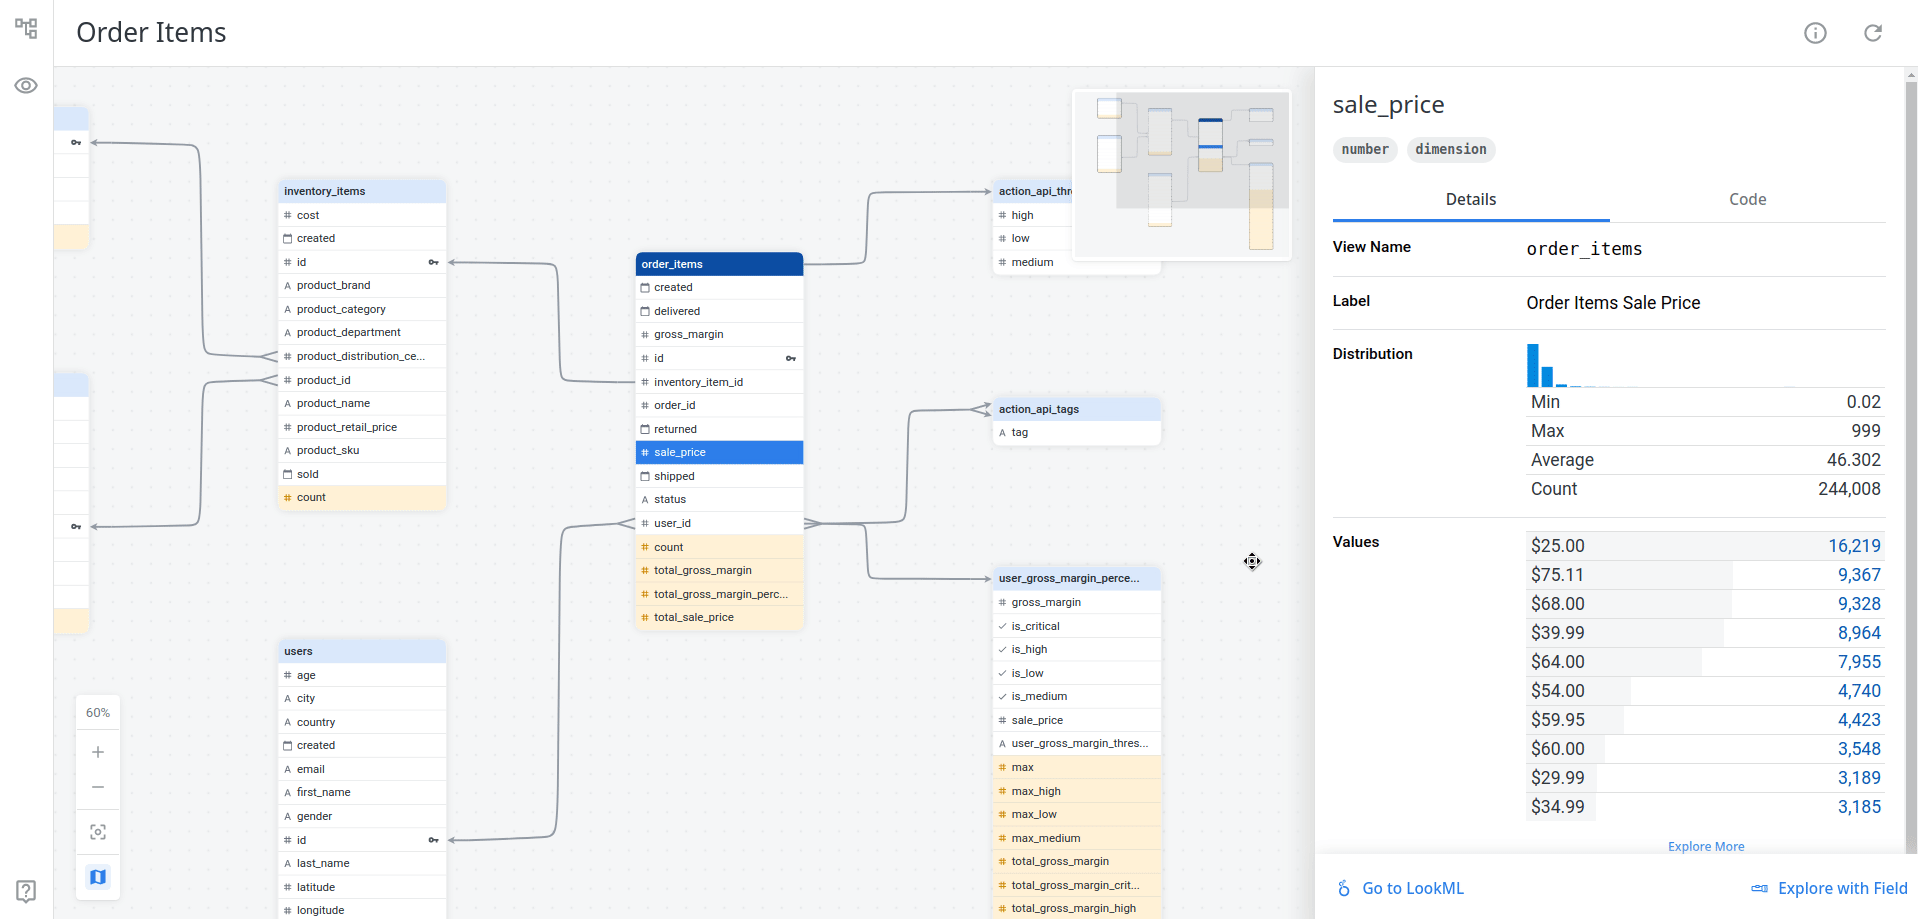 Order Items
inventory_items
cost
created
id
product_brand
product_category
product_department
product_distribution_ce...
product_id
product_name
product_retail_price
product_sku
sold
count
users
age
city
country
created
email
first_name
gender
id
last_name
latitude
longitude
order_items
created
delivered
gross_margin
id
inventory_item_id
order_id
returned
sale_price
shipped
status
user_id
count
total_gross_margin
total_gross_margin_perc...
total_sale_price
action_api_thre
high
low
medium
action_api_tags
tag
user_gross_margin_perce...
gross_margin
is_critical
is_high
is_low
is_medium
sale_price
user_gross_margin_thres...
max
max_high
max_low
max_medium
total_gross_margin
total_gross_margin_crit...
total_gross_margin_high
60%
sale_price
number dimension
Details Code
View Name order_items
Label Order Items Sale Price
Distribution
Min 0.02
Max 999
Average 46.302
Count 244,008
Values
$25.00 16,219
$75.11 9,367
$68.00 9,328
$39.99 8,964
$64.00 7,955
$54.00 4,740
$59.95 4,423
$60.00 3,548
$29.99 3,189
$34.99 3,185
Explore More
Go to LookML Explore with Field